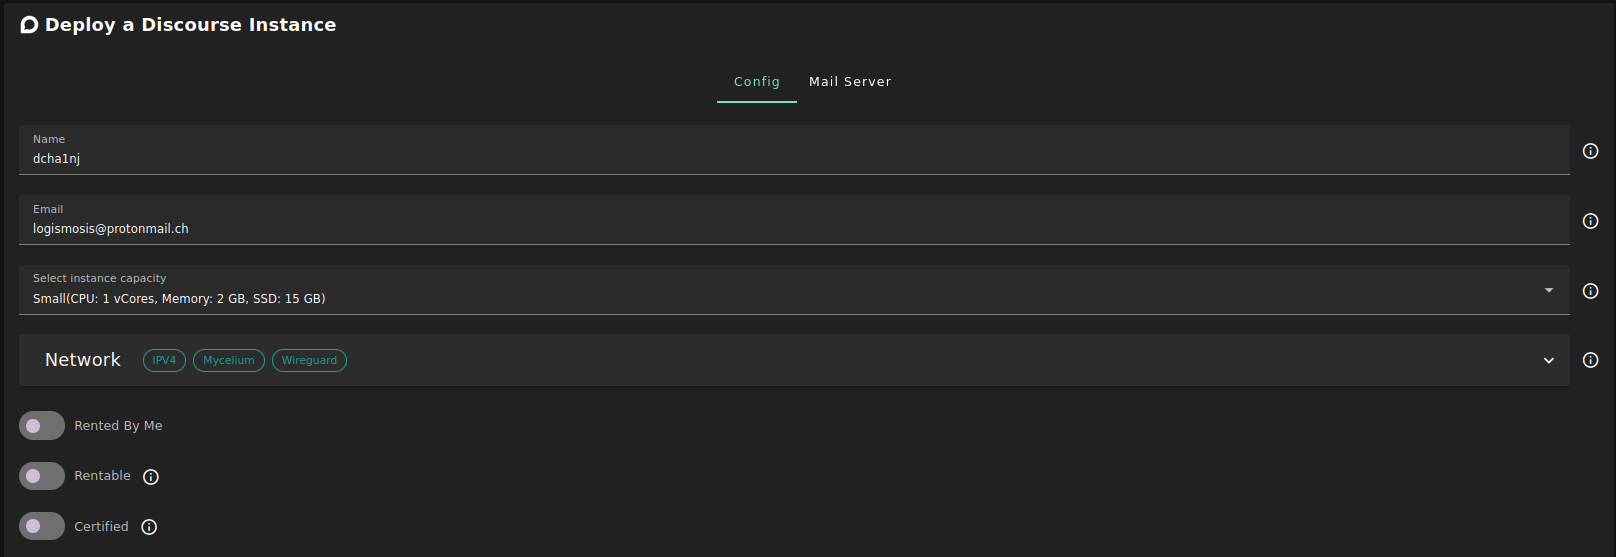 Deploy a Discourse Instance
Config Mail Server
Name
dcha1nj
Email
logismosis@protonmail.ch
Select instance capacity
Small(CPU: 1 vCores, Memory: 2 GB, SSD: 15 GB)
Network IPV4 Mycelium Wireguard
Rented By Me
Rentable
Certified